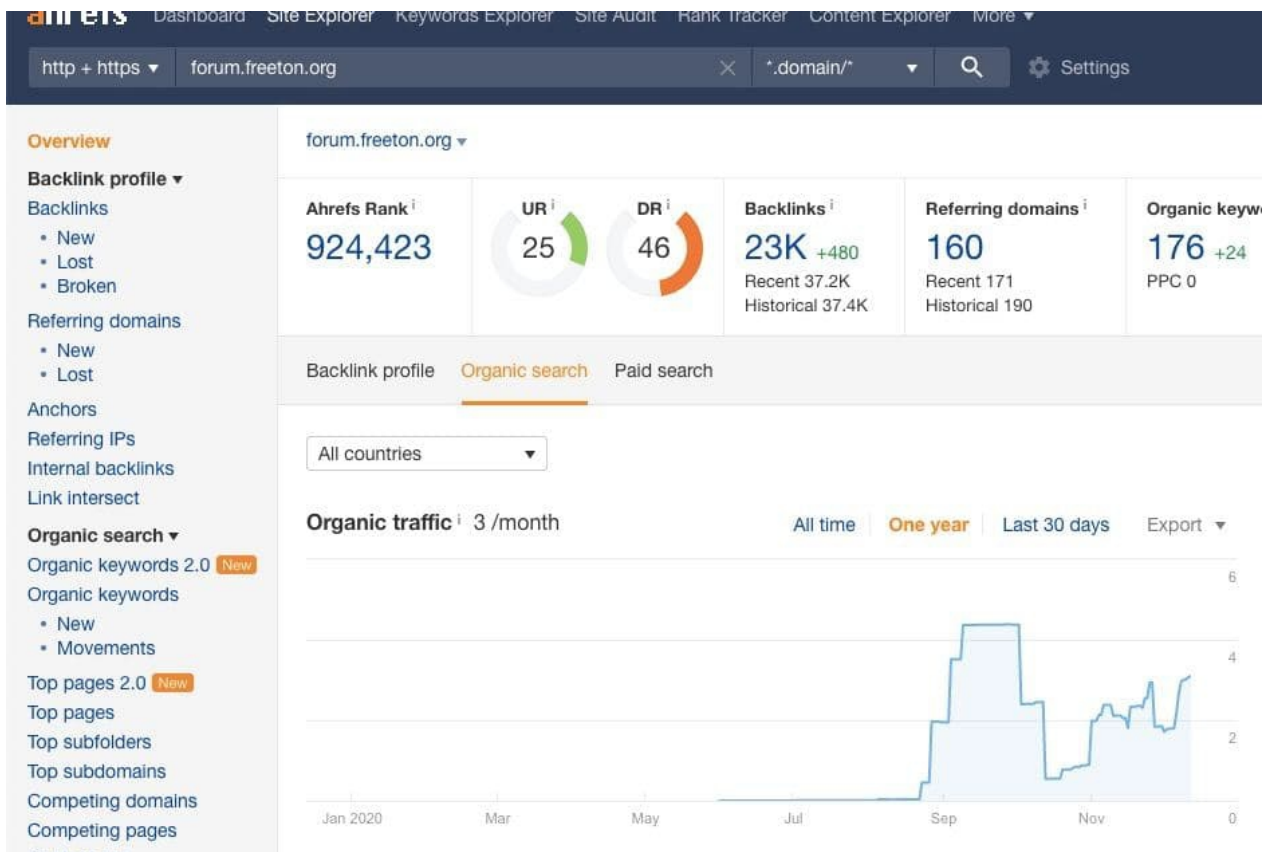 ahrefs Dashboard Site Explorer Keywords Explorer Site Audit Rank Tracker Content Explorer More ▾
http + https ▾ forum.freeton.org × *.domain/* ▾ Settings
Overview
Backlink profile ▾
Backlinks
• New
• Lost
• Broken
Referring domains
• New
• Lost
Anchors
Referring IPs
Internal backlinks
Link intersect
Organic search ▾
Organic keywords 2.0 New
Organic keywords
• New
• Movements
Top pages 2.0 New
Top pages
Top subfolders
Top subdomains
Competing domains
Competing pages
forum.freeton.org ▾
Ahrefs Rank i
924,423
UR i
25
DR i
46
Backlinks i
23K +480
Recent 37.2K
Historical 37.4K
Referring domains i
160
Recent 171
Historical 190
Organic keyw
176 +24
PPC 0
Backlink profile Organic search Paid search
All countries ▾
Organic traffic i 3 /month
All time One year Last 30 days Export ▾
6
4
2
Jan 2020 Mar May Jul Sep Nov 0